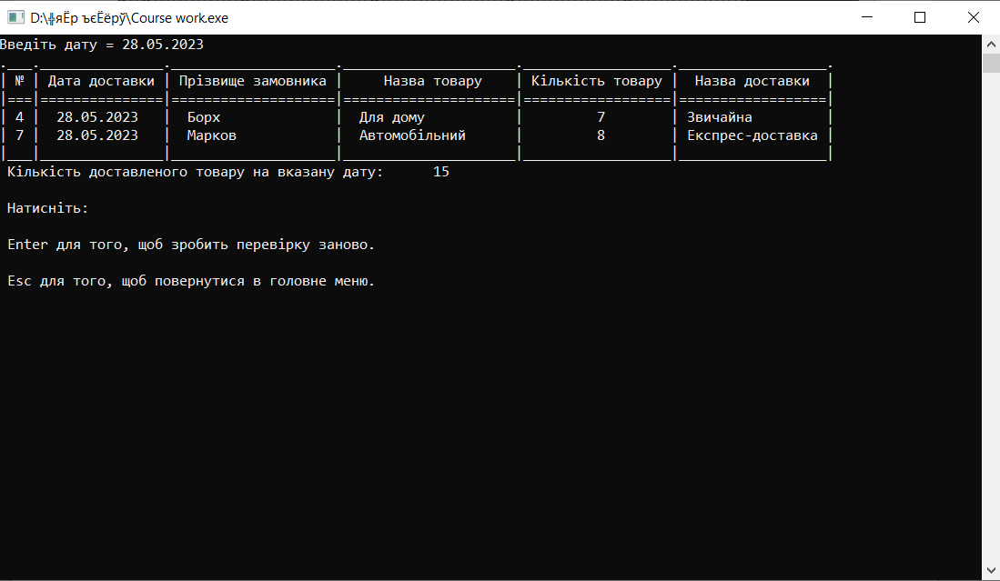 D:\╬яЁр ъєЁёрў\Course work.exe
Введіть дату = 28.05.2023
| № | Дата доставки | Прізвище замовника | Назва товару | Кількість товару | Назва доставки |
|===|===============|====================|=====================|==================|==================|
| 4 | 28.05.2023 | Борх | Для дому | 7 | Звичайна |
| 7 | 28.05.2023 | Марков | Автомобільний | 8 | Експрес-доставка |
Кількість доставленого товару на вказану дату: 15
Натисніть:
Enter для того, щоб зробить перевірку заново.
Esc для того, щоб повернутися в головне меню.